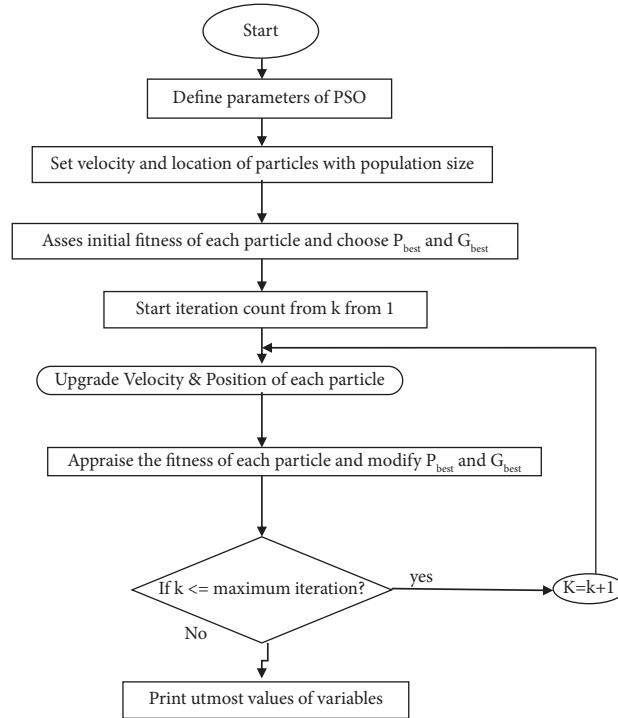 Start
Define parameters of PSO
Set velocity and location of particles with population size
Asses initial fitness of each particle and choose P_best and G_best
Start iteration count from k from 1
Upgrade Velocity & Position of each particle
Appraise the fitness of each particle and modify P_best and G_best
If k <= maximum iteration?
yes
K=k+1
No
Print utmost values of variables